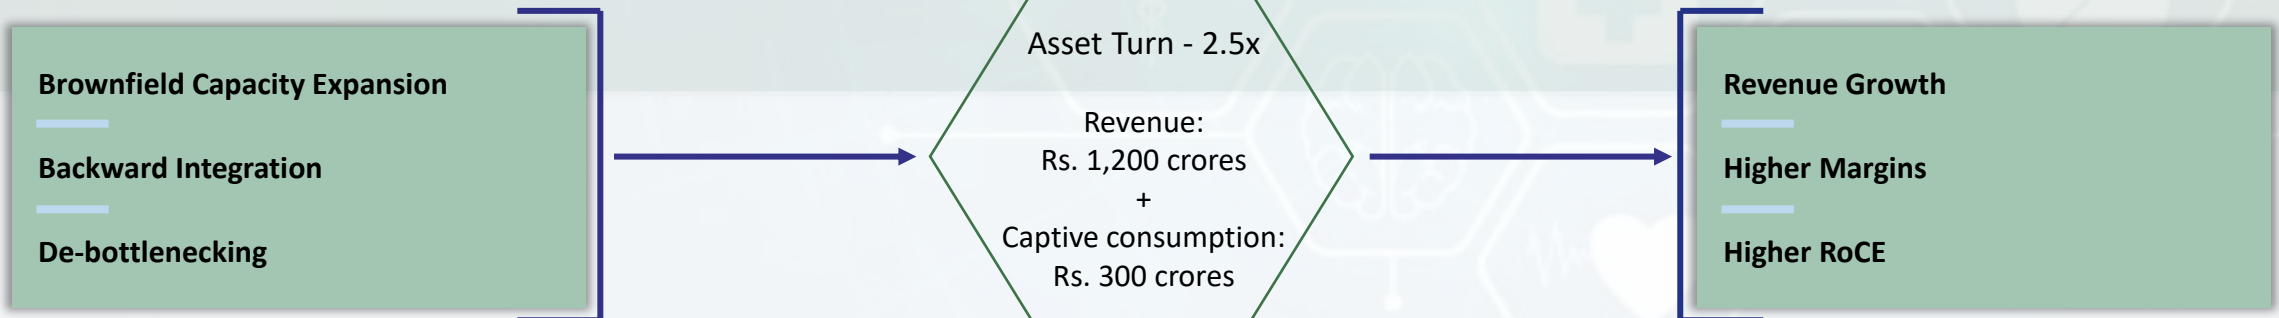 Brownfield Capacity Expansion
Backward Integration
De-bottlenecking
Asset Turn - 2.5x
Revenue:
Rs. 1,200 crores
+
Captive consumption:
Rs. 300 crores
Revenue Growth
Higher Margins
Higher RoCE